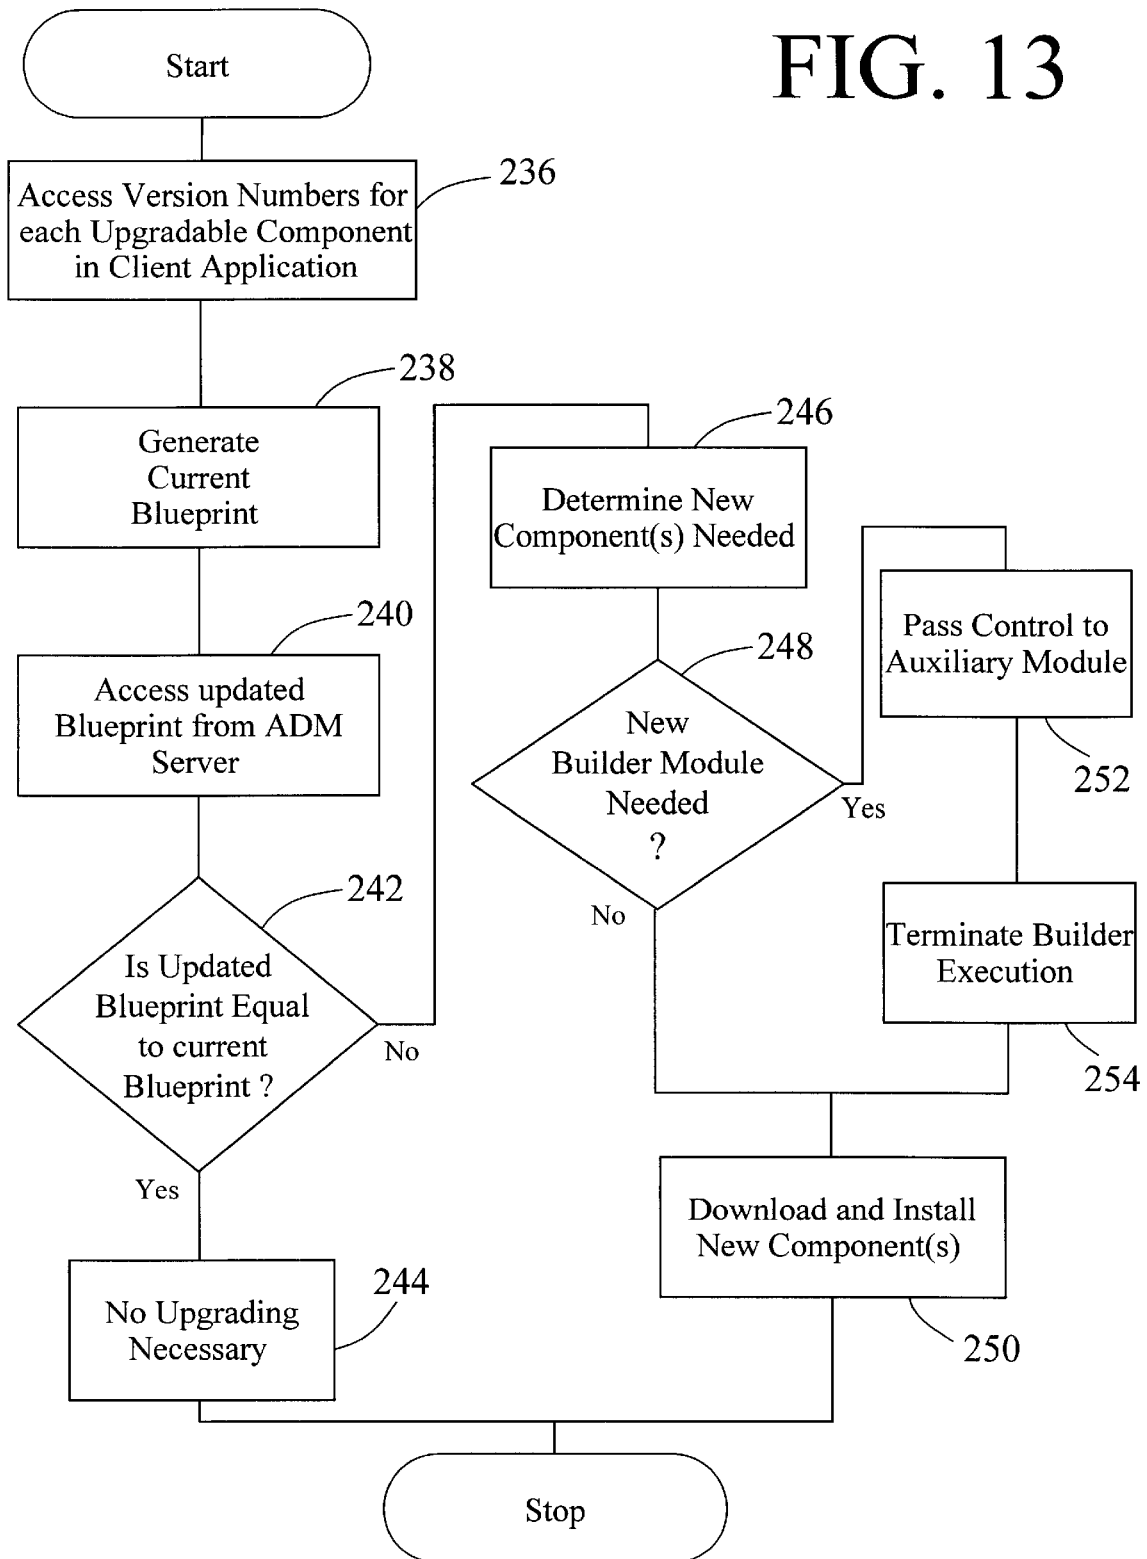 FIG. 13
Start
236
Access Version Numbers for
each Upgradable Component
in Client Application
238
Generate
Current
Blueprint
240
Access updated
Blueprint from ADM
Server
242
Is Updated
Blueprint Equal
to current
Blueprint ?
No
Yes
244
No Upgrading
Necessary
246
Determine New
Component(s) Needed
248
New
Builder Module
Needed
?
Yes
No
Pass Control to
Auxiliary Module
252
Terminate Builder
Execution
254
Download and Install
New Component(s)
250
Stop